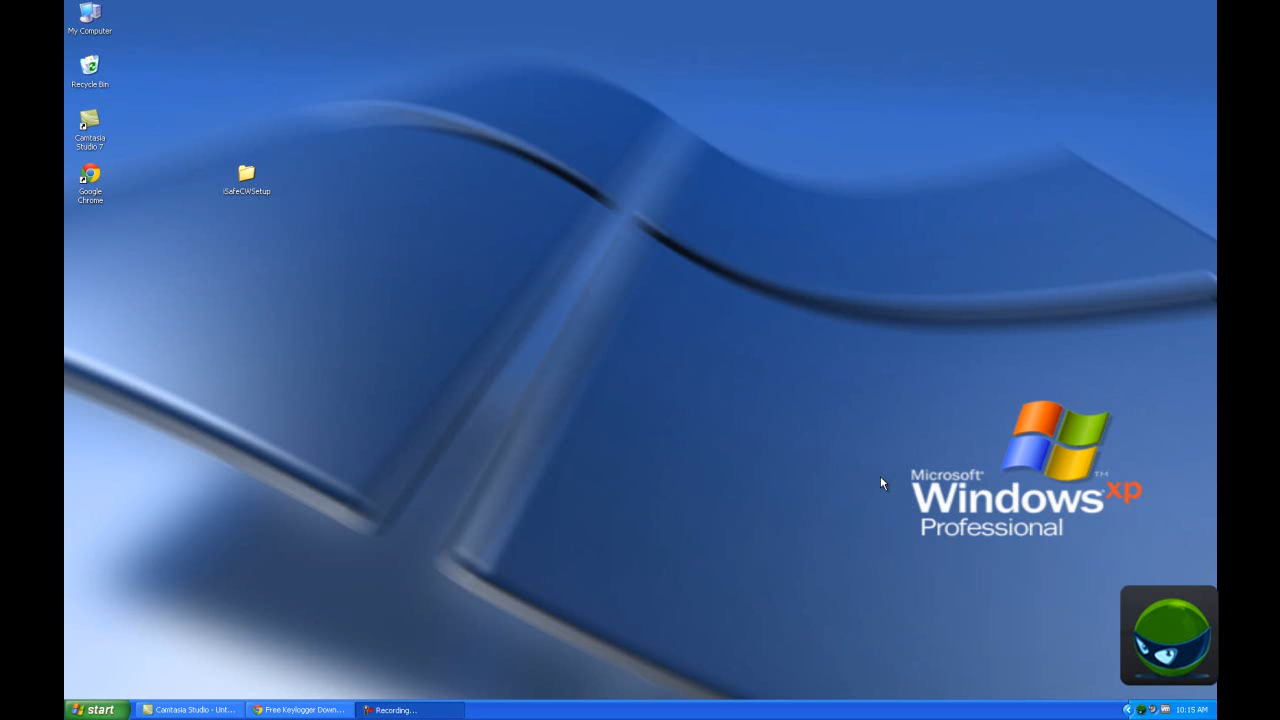 My Computer
Recycle Bin
Camtasia
Studio 7
Google
Chrome
iSafeCWSetup
Microsoft
Windows xp
TM
Professional
start
Camtasia Studio - Unt...
Free Keylogger Down...
Recording...
10:15 AM